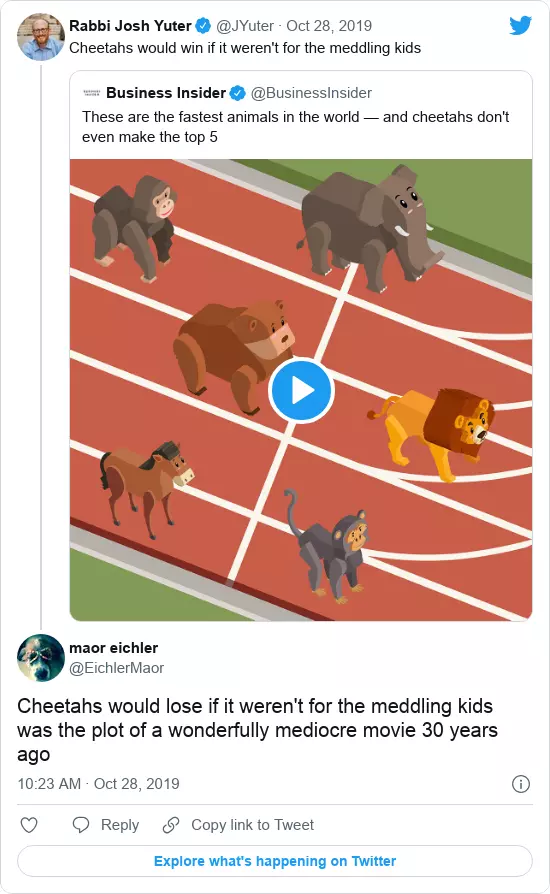 Rabbi Josh Yuter @JYuter · Oct 28, 2019
Cheetahs would win if it weren't for the meddling kids
Business Insider @BusinessInsider
These are the fastest animals in the world — and cheetahs don't
even make the top 5
maor eichler
@EichlerMaor
Cheetahs would lose if it weren't for the meddling kids
was the plot of a wonderfully mediocre movie 30 years
ago
10:23 AM · Oct 28, 2019
Reply
Copy link to Tweet
Explore what's happening on Twitter